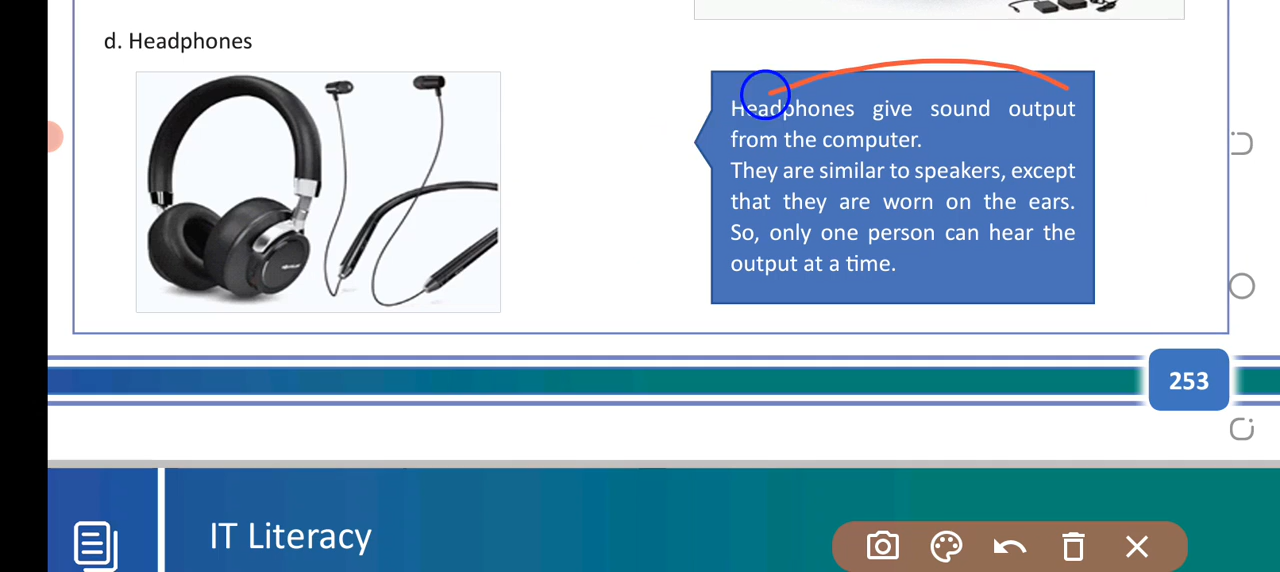 d. Headphones
Headphones give sound output
from the computer.
They are similar to speakers, except
that they are worn on the ears.
So, only one person can hear the
output at a time.
253
IT Literacy